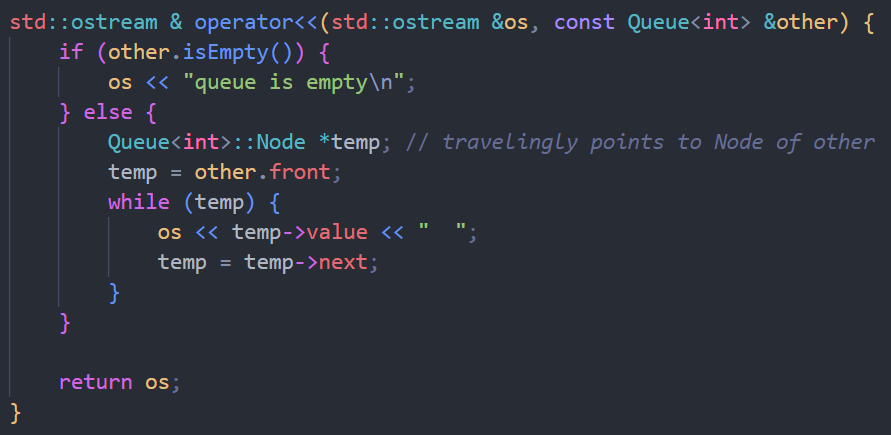 std::ostream & operator<<(std::ostream &os, const Queue<int> &other) {
    if (other.isEmpty()) {
        os << "queue is empty\n";
    } else {
        Queue<int>::Node *temp; // travelingly points to Node of other
        temp = other.front;
        while (temp) {
            os << temp->value << "  ";
            temp = temp->next;
        }
    }

    return os;
}